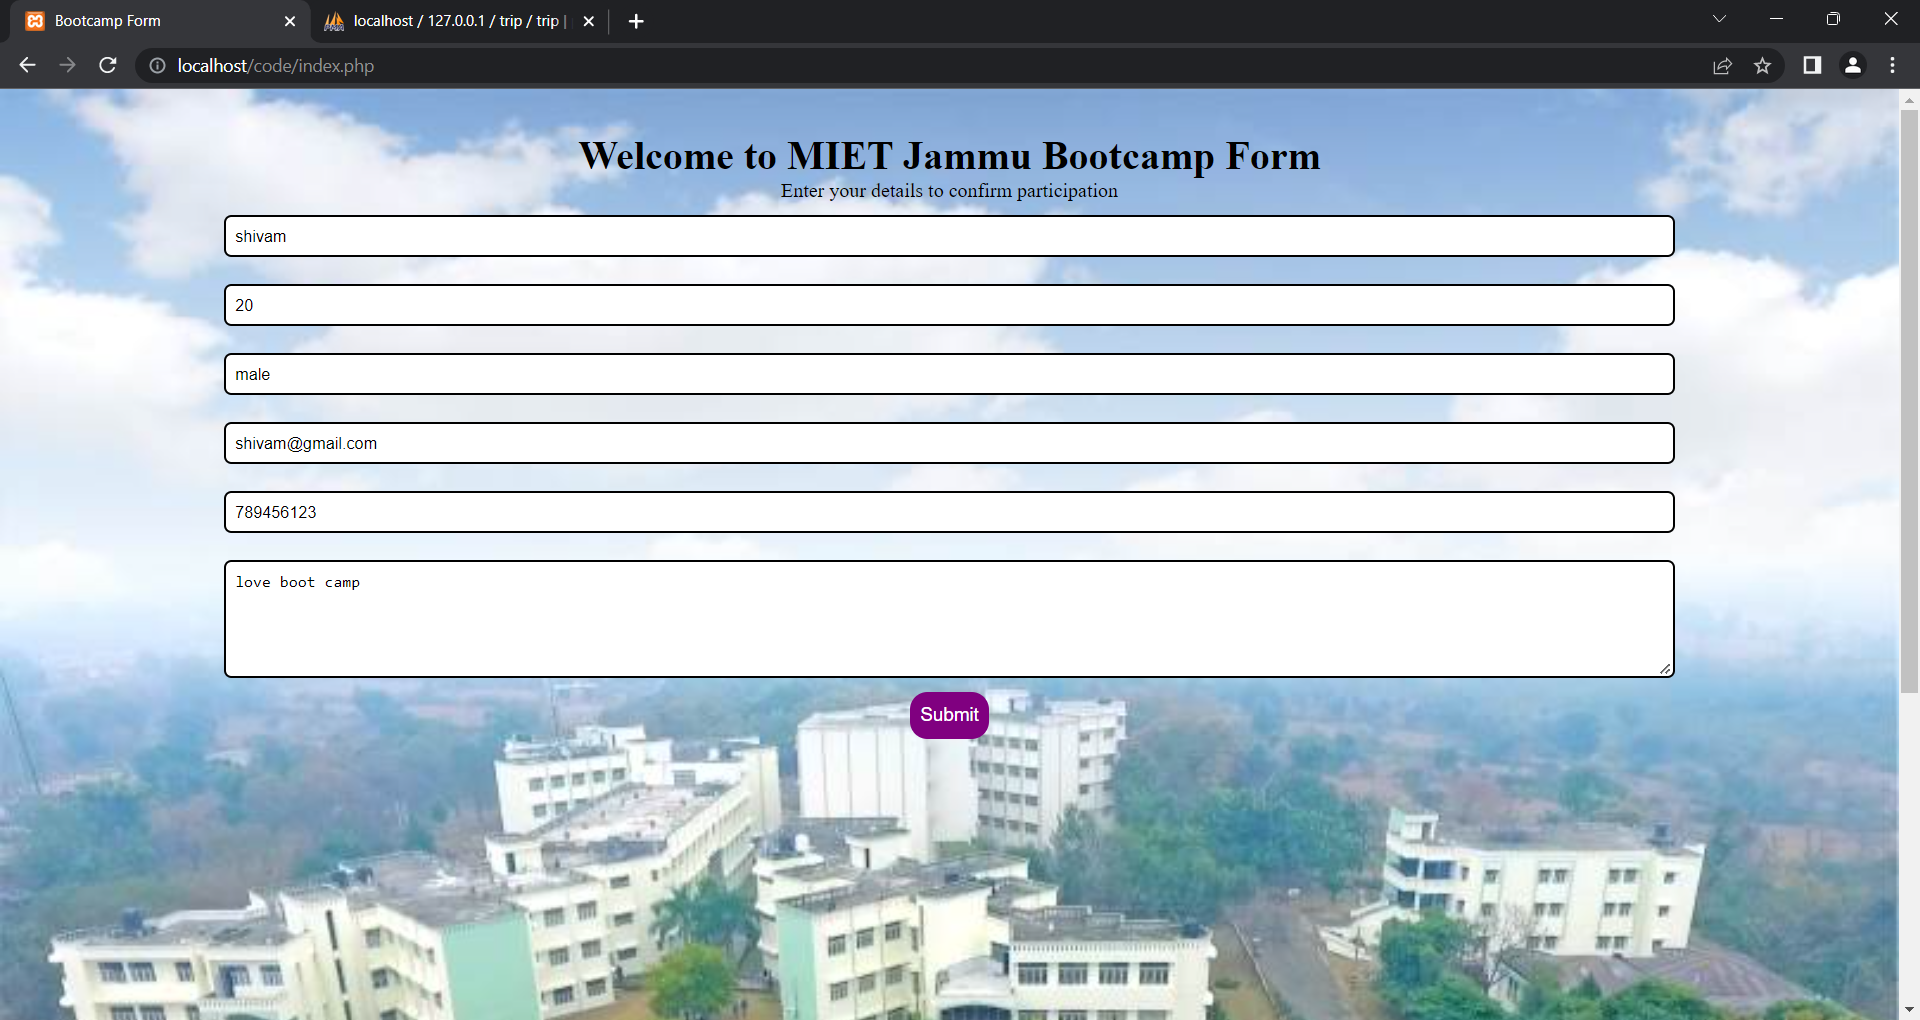 Bootcamp Form
localhost / 127.0.0.1 / trip / trip |
localhost/code/index.php
Welcome to MIET Jammu Bootcamp Form
Enter your details to confirm participation
shivam
20
male
shivam@gmail.com
789456123
love boot camp
Submit